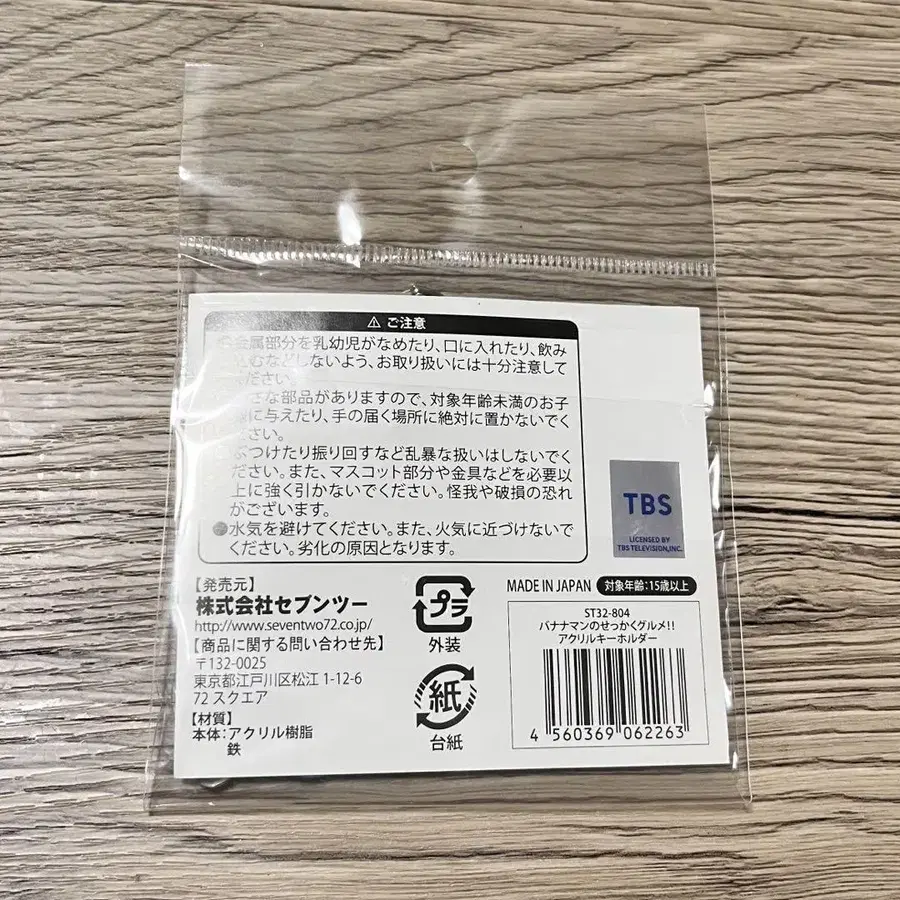 ⚠ ご注意
金属部分を乳幼児がなめたり、口に入れたり、飲み
込むなどしないよう、お取り扱いには十分注意して
ください。
さな部品がありますので、対象年齢未満のお子
様に与えたり、手の届く場所に絶対に置かないでく
ださい。
ぶつけたり振り回すなど乱暴な扱いはしないでくだ
さい。また、マスコット部分や金具などを必要以
上に強く引かないでください。怪我や破損の恐れ
がございます。
●水気を避けてください。また、火気に近づけないで
ください。劣化の原因となります。
TBS
LICENSED BY
TBS TELEVISION,INC.
【発売元】
株式会社セブンツー
http://www.seventwo72.co.jp/
【商品に関する問い合わせ先】
〒132-0025
東京都江戸川区松江 1-12-6
72 スクエア
【材質】
本体:アクリル樹脂
鉄
プラ
外装
紙
台紙
MADE IN JAPAN 対象年齢:15歳以上
ST32-804
バナナマンのせっかくグルメ!!
アクリルキーホルダー
4 560369 062263